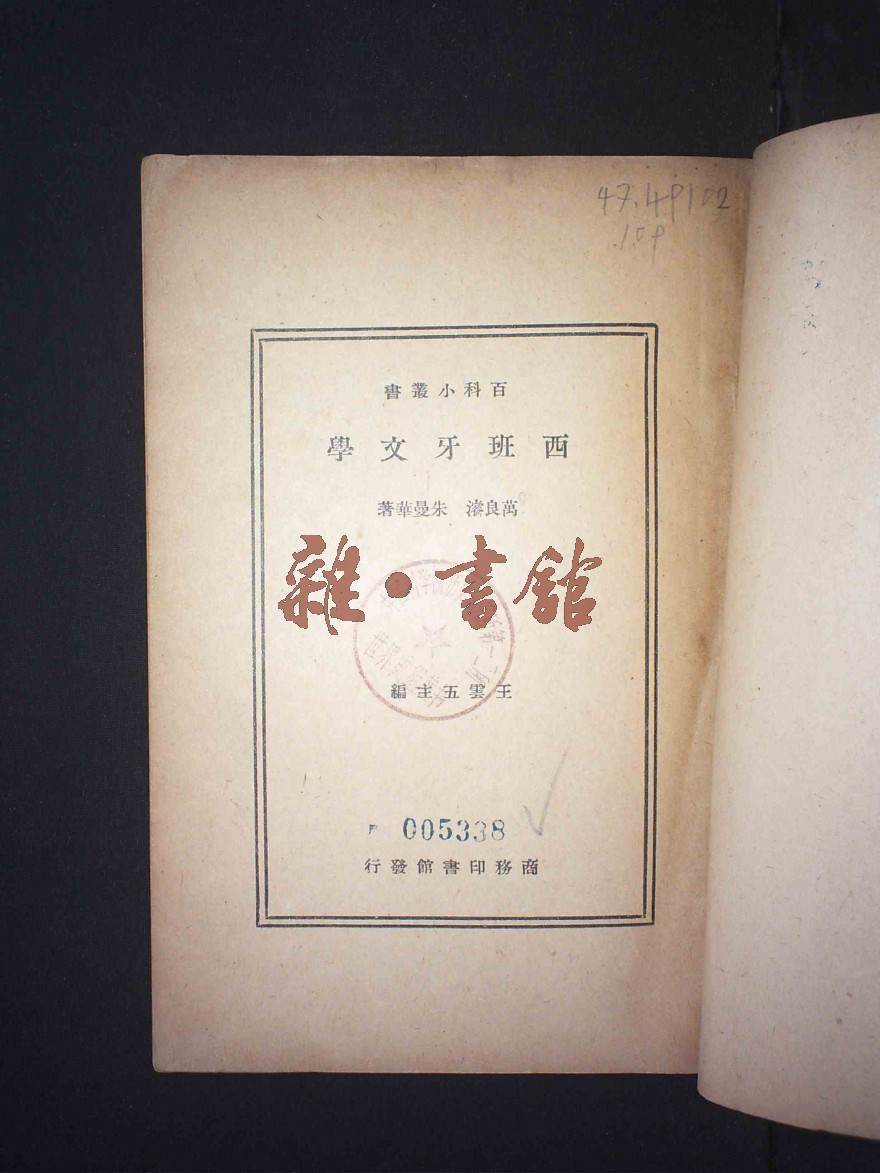 47.49102
.109
百科小叢書
西班牙文學
萬良濬 朱曼華著
雜·書館
王雲五主編
005338
商務印書館發行